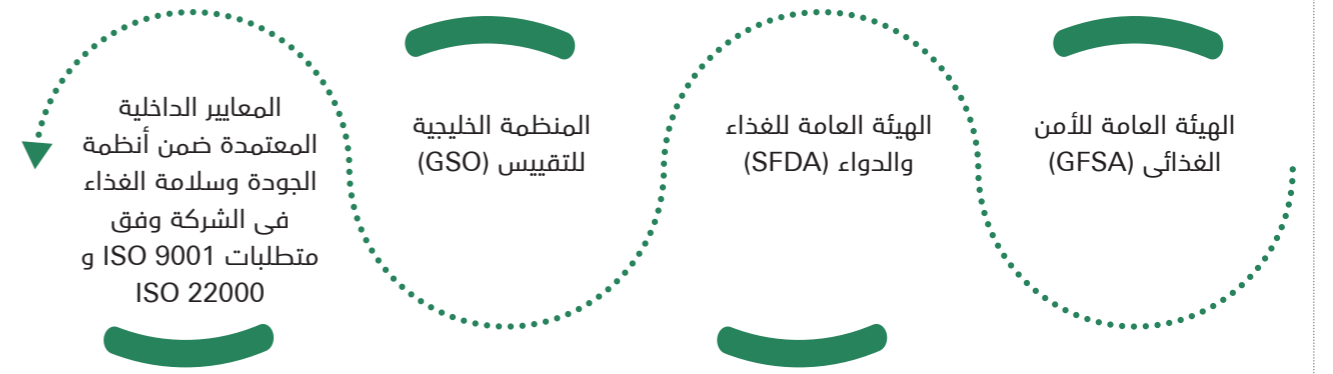 الهيئة العامة للأمن
الغذائى (GFSA)
الهيئة العامة للغذاء
والدواء (SFDA)
المنظمة الخليجية
للتقييس (GSO)
المعايير الداخلية
المعتمدة ضمن أنظمة
الجودة وسلامة الغذاء
فى الشركة وفق
متطلبات ISO 9001 و
ISO 22000